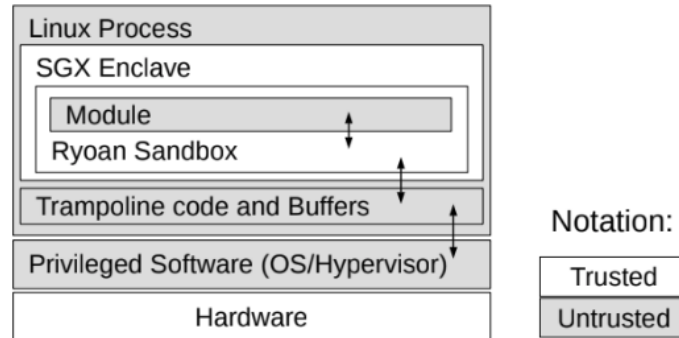 Linux Process
SGX Enclave
Module
Ryoan Sandbox
Trampoline code and Buffers
Privileged Software (OS/Hypervisor)
Hardware
Notation:
Trusted
Untrusted